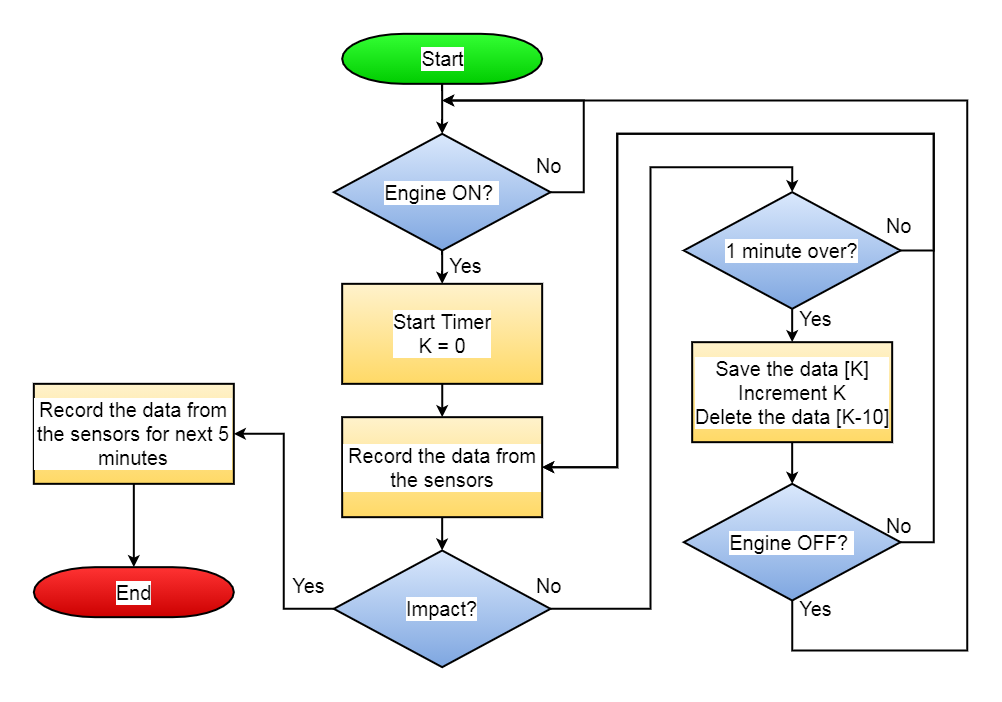 Start
No
Engine ON?
Yes
Start Timer
K = 0
Record the data from
the sensors
Impact?
Yes
No
Record the data from
the sensors for next 5
minutes
End
1 minute over?
No
Yes
Save the data [K]
Increment K
Delete the data [K-10]
Engine OFF?
No
Yes